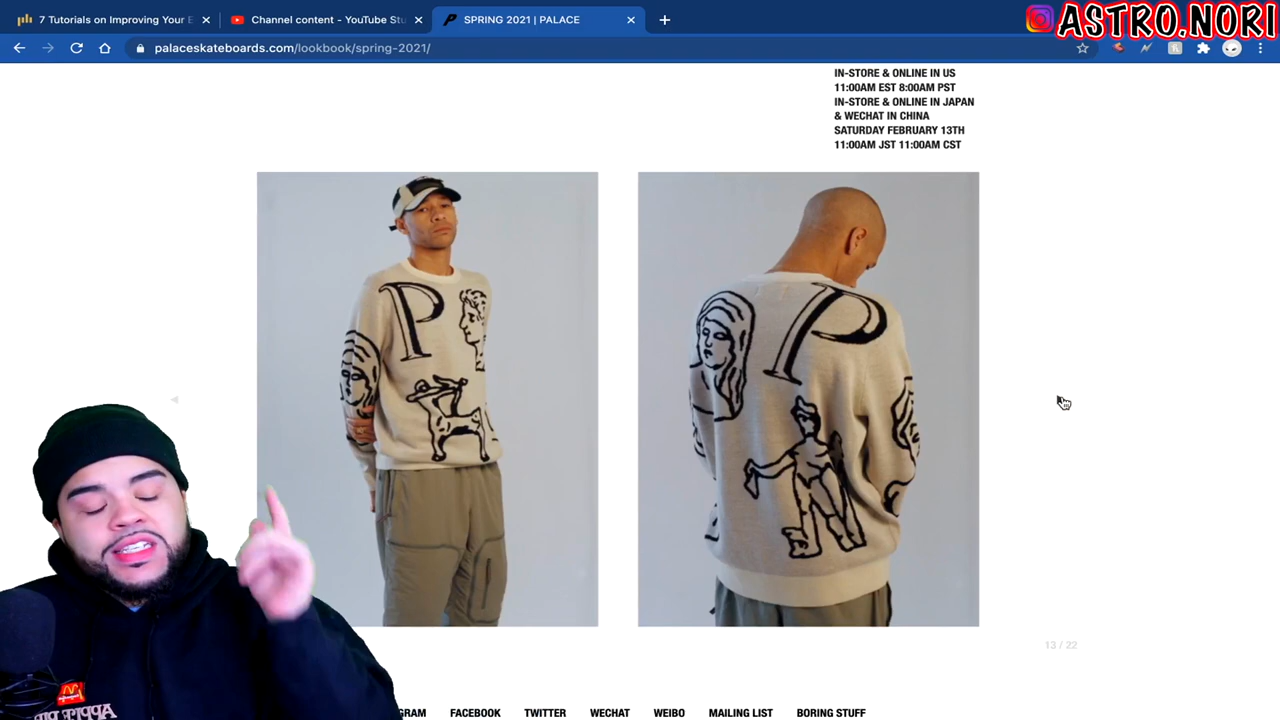 7 Tutorials on Improving Your E
Channel content - YouTube Stu
SPRING 2021 | PALACE
ASTRO.NORI
palaceskateboards.com/lookbook/spring-2021/
IN-STORE & ONLINE IN US
11:00AM EST 8:00AM PST
IN-STORE & ONLINE IN JAPAN
& WECHAT IN CHINA
SATURDAY FEBRUARY 13TH
11:00AM JST 11:00AM CST
P
P
13 / 22
GRAM FACEBOOK TWITTER WECHAT WEIBO MAILING LIST BORING STUFF